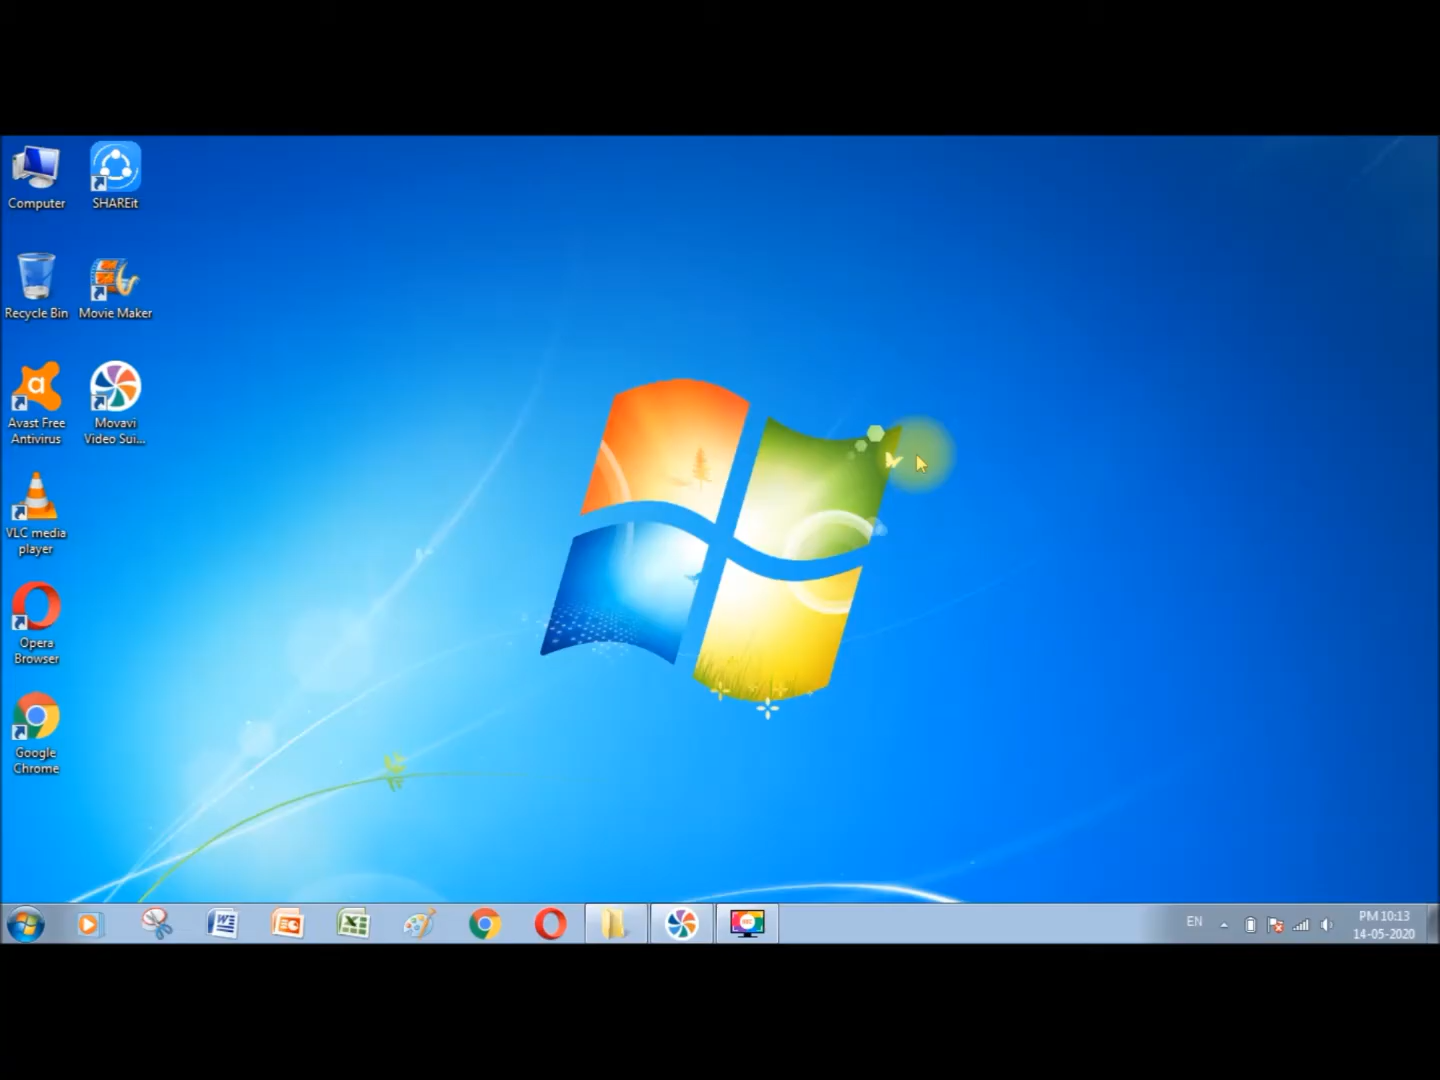 Computer
SHAREit
Recycle Bin
Movie Maker
Avast Free
Antivirus
Movavi
Video Sui...
VLC media
player
Opera
Browser
Google
Chrome
EN
PM 10:13
14-05-2020